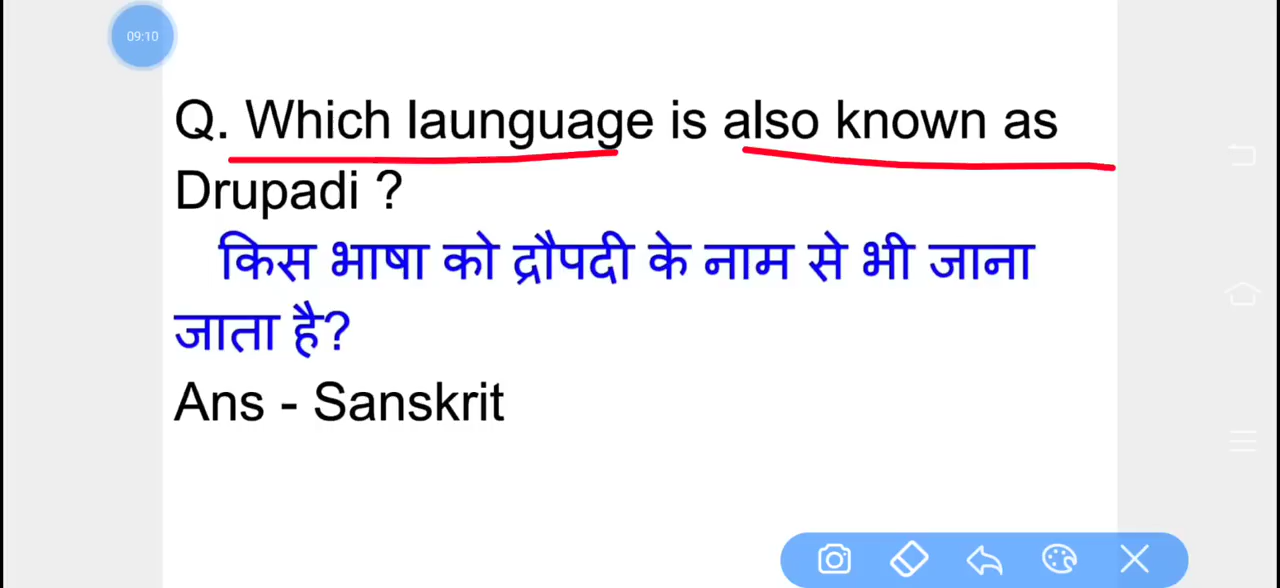 09:10
Q. Which launguage is also known as
Drupadi ?
किस भाषा को द्रौपदी के नाम से भी जाना
जाता है?
Ans - Sanskrit